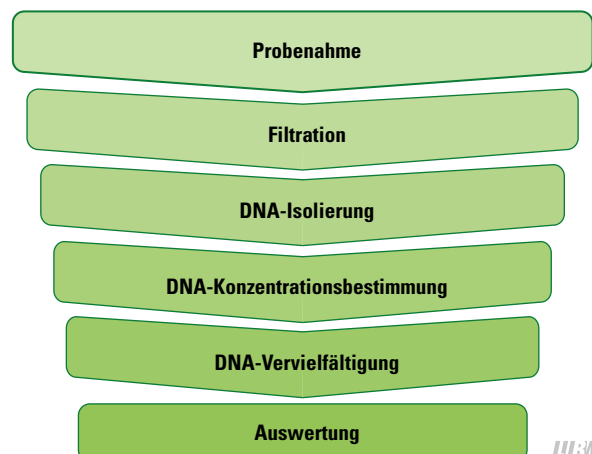 Probenahme
Filtration
DNA-Isolierung
DNA-Konzentrationsbestimmung
DNA-Vervielfältigung
Auswertung